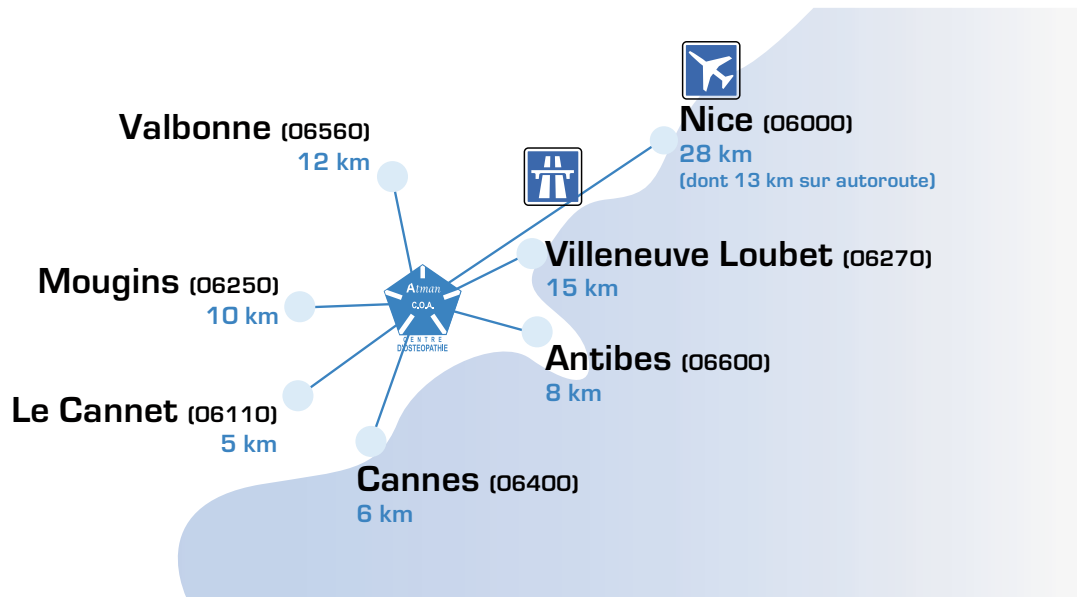 Nice (06000)
28 km
(dont 13 km sur autoroute)
Valbonne (06560)
12 km
Villeneuve Loubet (06270)
15 km
Mougins (06250)
10 km
Atman
C.O.A.
CENTRE
D'OSTEOPATHIE
Antibes (06600)
8 km
Le Cannet (06110)
5 km
Cannes (06400)
6 km